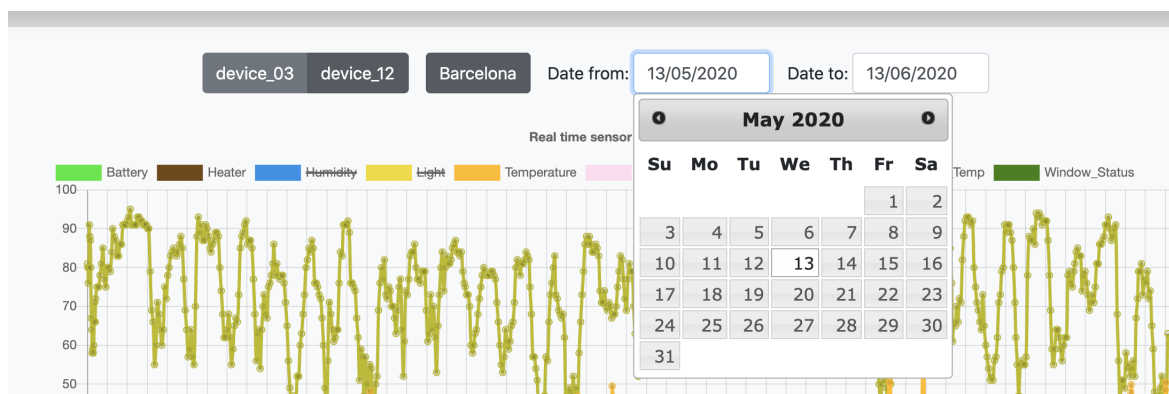 device_03 device_12 Barcelona Date from: 13/05/2020 Date to: 13/06/2020
May 2020
Real time sensor
Su Mo Tu We Th Fr Sa
Battery Heater Humidity Light Temperature Temp Window_Status
100
1 2
90
3 4 5 6 7 8 9
80
10 11 12 13 14 15 16
70
17 18 19 20 21 22 23
60
24 25 26 27 28 29 30
31
50